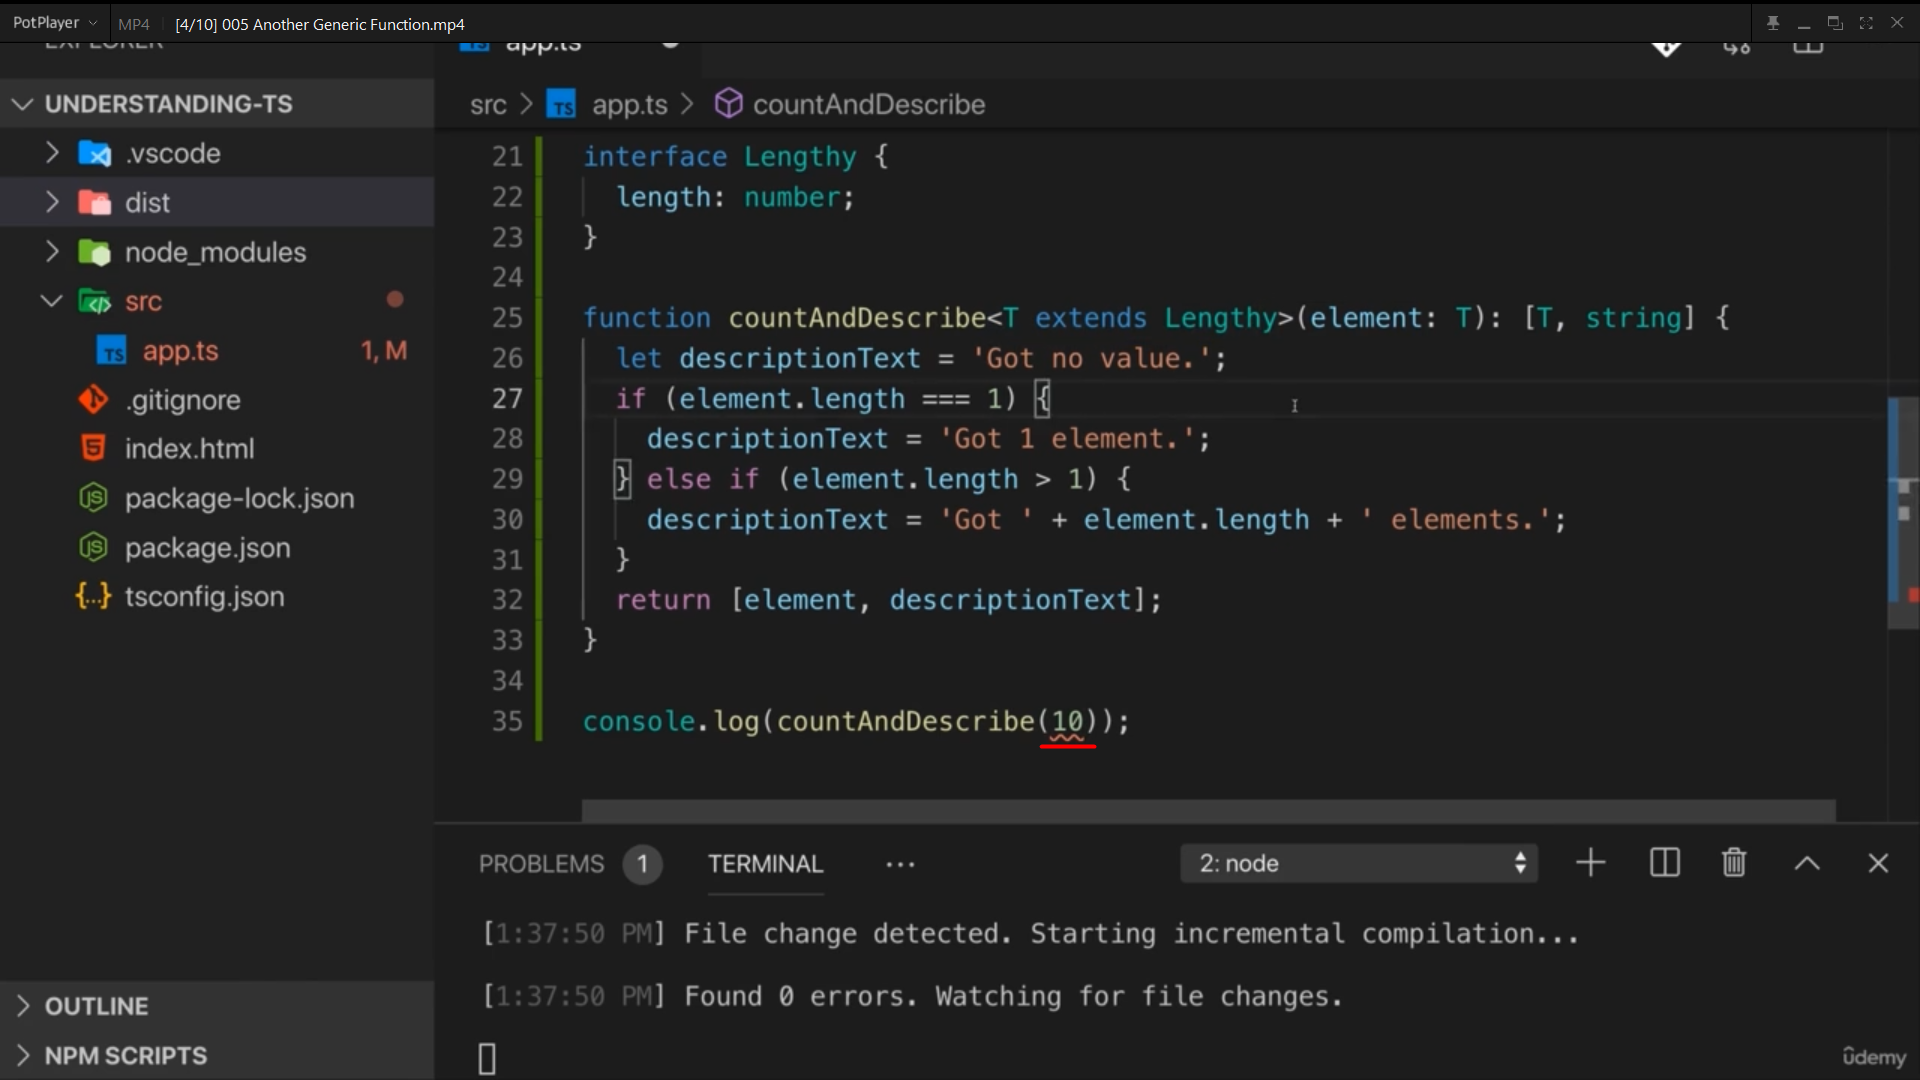 PotPlayer MP4 [4/10] 005 Another Generic Function.mp4
EXPLORER
app.ts
UNDERSTANDING-TS
.vscode
dist
node_modules
src
app.ts 1, M
.gitignore
index.html
package-lock.json
package.json
tsconfig.json
OUTLINE
NPM SCRIPTS
src > app.ts > countAndDescribe
21 interface Lengthy {
22 length: number;
23 }
24
25 function countAndDescribe<T extends Lengthy>(element: T): [T, string] {
26 let descriptionText = 'Got no value.';
27 if (element.length === 1) {
28 descriptionText = 'Got 1 element.';
29 } else if (element.length > 1) {
30 descriptionText = 'Got ' + element.length + ' elements.';
31 }
32 return [element, descriptionText];
33 }
34
35 console.log(countAndDescribe(10));
PROBLEMS 1 TERMINAL ... 2: node
[1:37:50 PM] File change detected. Starting incremental compilation...
[1:37:50 PM] Found 0 errors. Watching for file changes.
ûdemy